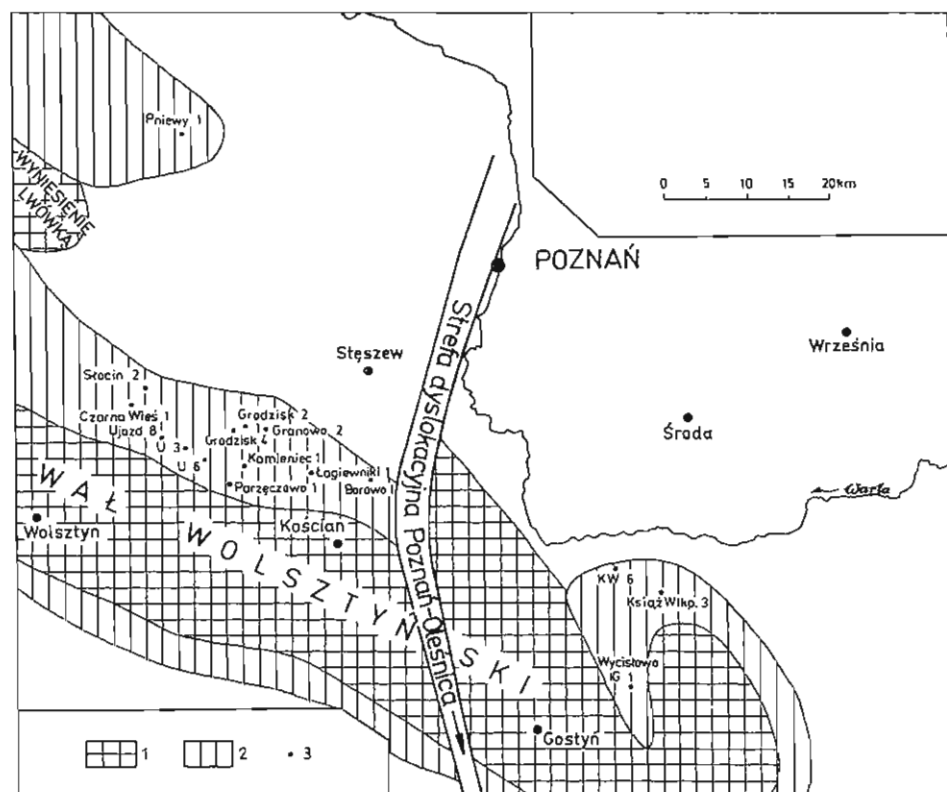 Pniewy 1
WYNIESIENIE
LWÓWKA
0 5 10 15 20km
POZNAŃ
Strefa dyslokacyjna Poznań-Oleśnica
Września
Stęszew
Środa
Słocin 2
Czarna Wieś 1
Ujazd 8
U 3
U 6
Grodzisk 2
Granowo 2
Grodzisk 4
Kamieniec 1
Łagiewniki 1
Parzęczewo 1
Borowo 1
Warta
WAŁ WOLSZTYŃSKI
Wolsztyn
Kościan
KW 6
Książ Wlkp. 3
Wycisłowo
IG 1
Gostyń
1 2 3